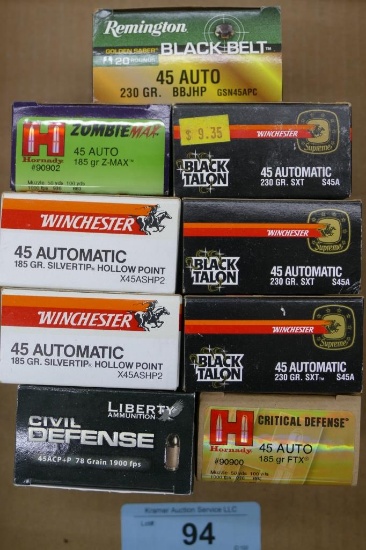 Remington
GOLDEN SABER BLACK BELT
20 ROUNDS
45 AUTO
230 GR. BBJHP GSN45APC
ZOMBIEMAX
Hornady
45 AUTO
#90902 185 gr Z-MAX
$ 9.35
WINCHESTER
Supreme
BLACK TALON
45 AUTOMATIC
230 GR. SXT S45A
WINCHESTER
45 AUTOMATIC
185 GR. SILVERTIP HOLLOW POINT
X45ASHP2
WINCHESTER
Supreme
BLACK TALON
45 AUTOMATIC
230 GR. SXT S45A
WINCHESTER
45 AUTOMATIC
185 GR. SILVERTIP HOLLOW POINT
X45ASHP2
WINCHESTER
Supreme
BLACK TALON
45 AUTOMATIC
230 GR. SXT™ S45A
LIBERTY
AMMUNITION
CIVIL
DEFENSE
45ACP+P 78 Grain 1900 fps
CRITICAL DEFENSE
Hornady
45 AUTO
#90900 185 gr FTX
Kramer Auction Service LLC
Lot#
94